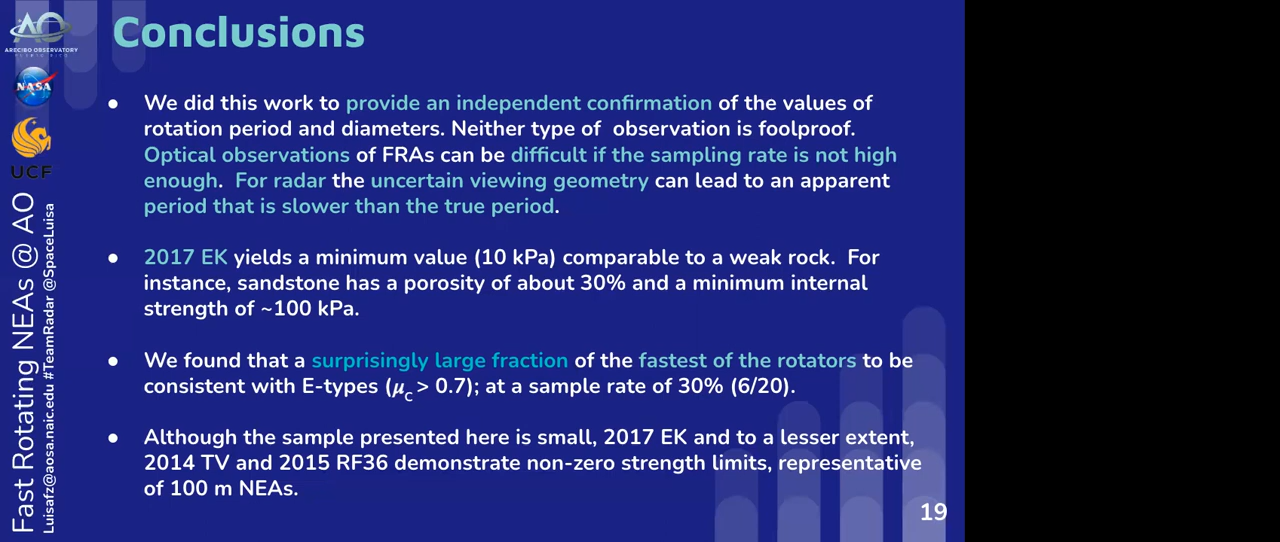 Conclusions
AO
ARECIBO OBSERVATORY
NASA
UCF
Fast Rotating NEAs @ AO
Luisafz@aosa.naic.edu #TeamRadar @SpaceLuisa
● We did this work to provide an independent confirmation of the values of
rotation period and diameters. Neither type of observation is foolproof.
Optical observations of FRAs can be difficult if the sampling rate is not high
enough. For radar the uncertain viewing geometry can lead to an apparent
period that is slower than the true period.
● 2017 EK yields a minimum value (10 kPa) comparable to a weak rock. For
instance, sandstone has a porosity of about 30% and a minimum internal
strength of ~100 kPa.
● We found that a surprisingly large fraction of the fastest of the rotators to be
consistent with E-types (μC > 0.7); at a sample rate of 30% (6/20).
● Although the sample presented here is small, 2017 EK and to a lesser extent,
2014 TV and 2015 RF36 demonstrate non-zero strength limits, representative
of 100 m NEAs.
19